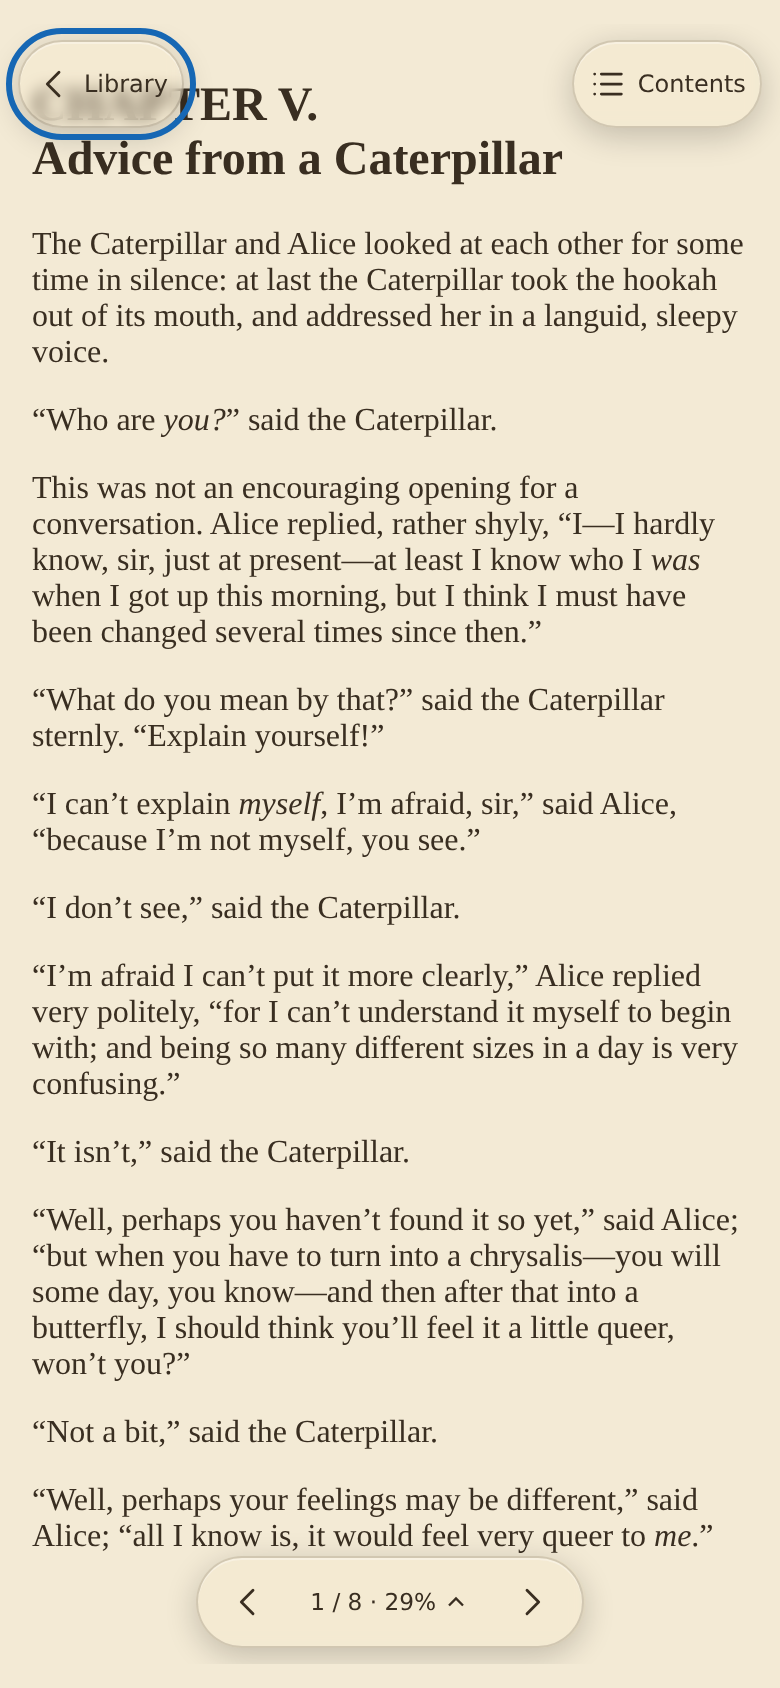 Library
Contents
CHAPTER V.
Advice from a Caterpillar
The Caterpillar and Alice looked at each other for some
time in silence: at last the Caterpillar took the hookah
out of its mouth, and addressed her in a languid, sleepy
voice.
“Who are you?” said the Caterpillar.
This was not an encouraging opening for a
conversation. Alice replied, rather shyly, “I—I hardly
know, sir, just at present—at least I know who I was
when I got up this morning, but I think I must have
been changed several times since then.”
“What do you mean by that?” said the Caterpillar
sternly. “Explain yourself!”
“I can’t explain myself, I’m afraid, sir,” said Alice,
“because I’m not myself, you see.”
“I don’t see,” said the Caterpillar.
“I’m afraid I can’t put it more clearly,” Alice replied
very politely, “for I can’t understand it myself to begin
with; and being so many different sizes in a day is very
confusing.”
“It isn’t,” said the Caterpillar.
“Well, perhaps you haven’t found it so yet,” said Alice;
“but when you have to turn into a chrysalis—you will
some day, you know—and then after that into a
butterfly, I should think you’ll feel it a little queer,
won’t you?”
“Not a bit,” said the Caterpillar.
“Well, perhaps your feelings may be different,” said
Alice; “all I know is, it would feel very queer to me.”
1 / 8 · 29%